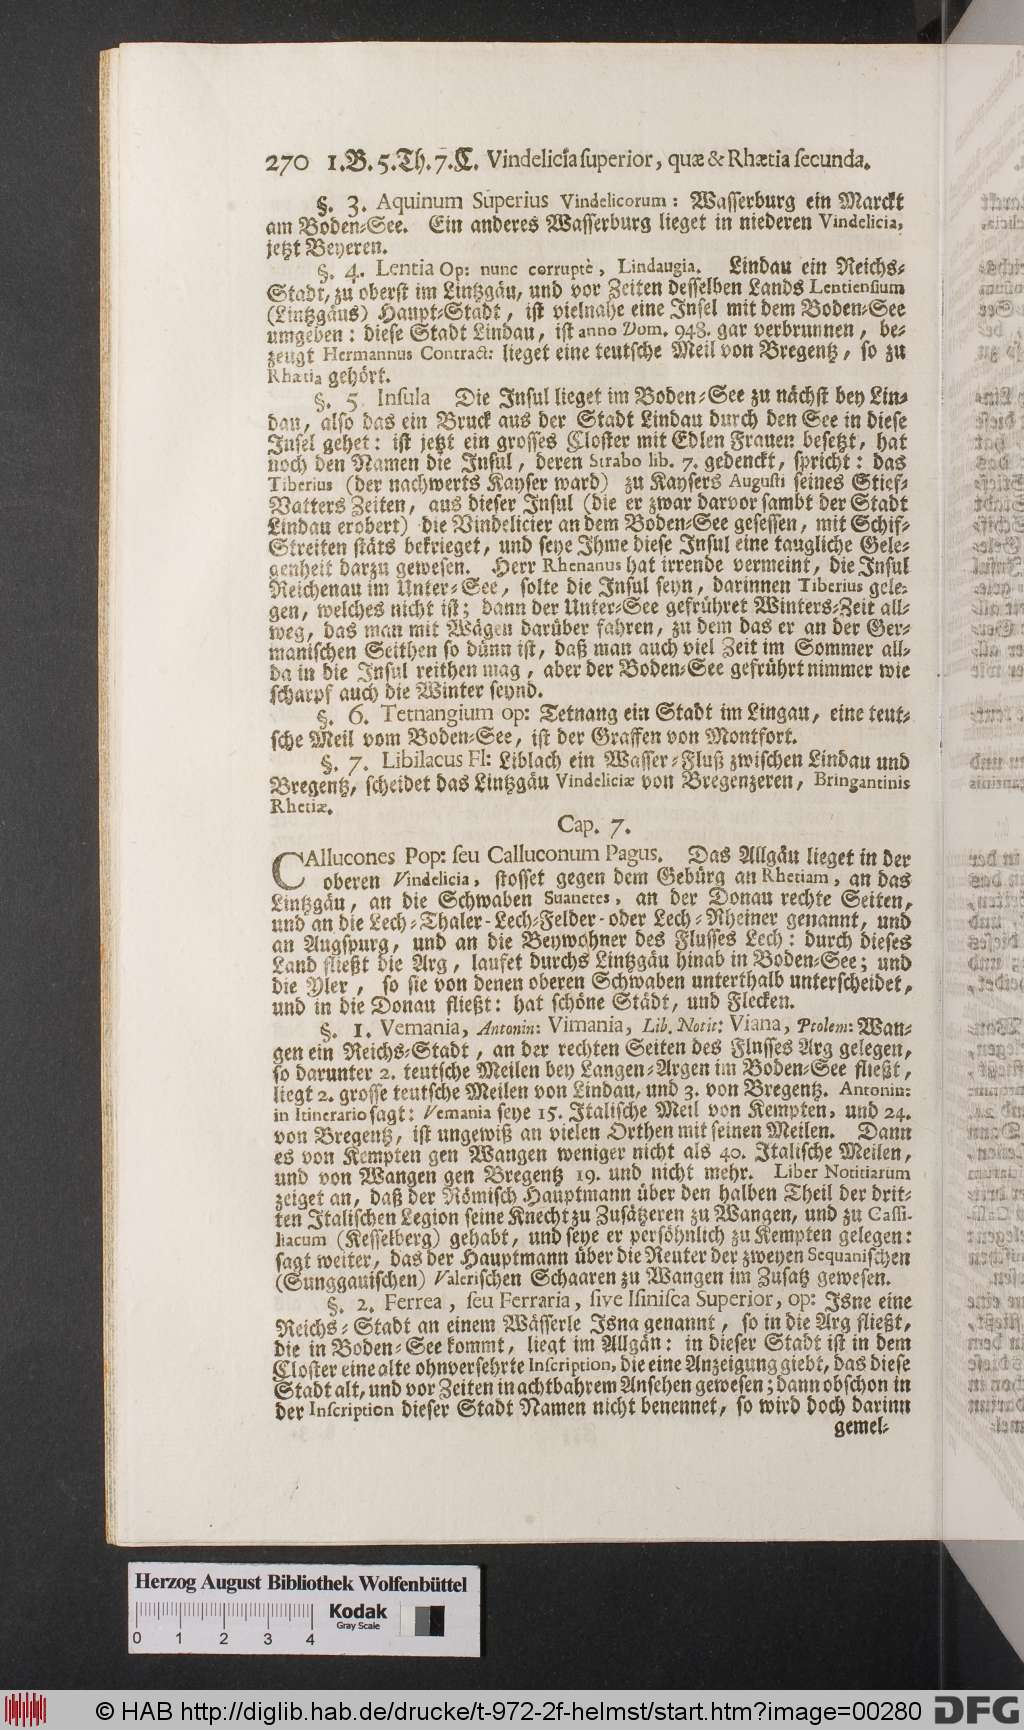 270 1.B.5.Th.7.C. Vindelicia superior, quæ & Rhætia secunda.
§. 3. Aquinum Superius Vindelicorum: Wasserburg ein Marckt
am Boden-See. Ein anderes Wasserburg lieget in niederen Vindelicia,
jetzt Beyeren.
§. 4. Lentia Op: nunc corruptè, Lindaugia. Lindau ein Reichs-
Stadt, zu oberst im Lintzgäu, und vor Zeiten desselben Lands Lentiensium
(Lintzgäus) Haupt-Stadt, ist vielnahe eine Insel mit dem Boden-See
umgeben: diese Stadt Lindau, ist anno Dom. 948. gar verbrunnen, be-
zeugt Hermannus Contract: lieget eine teutsche Meil von Bregentz, so zu
Rhætia gehört.
§. 5 Insula Die Insul lieget im Boden-See zu nächst bey Lin-
dau, also das ein Bruck aus der Stadt Lindau durch den See in diese
Insel gehet: ist jetzt ein grosses Closter mit Edlen Frauen besetzt, hat
noch den Namen die Insul, deren Strabo lib. 7. gedenckt, spricht: das
Tiberius (der nachwerts Kayser ward) zu Kaysers Augusti seines Stief-
Vatters Zeiten, aus dieser Insul (die er zwar darvor sambt der Stadt
Lindau erobert) die Vindelicier an dem Boden-See gesessen, mit Schif-
Streiten stäts bekrieget, und seye Ihme diese Insul eine taugliche Gele-
genheit darzu gewesen. Herr Rhenanus hat irrende vermeint, die Insul
Reichenau im Unter-See, solte die Insul seyn, darinnen Tiberius gele-
gen, welches nicht ist; dann der Unter-See gefrühret Winters-Zeit all-
weg, das man mit Wägen darüber fahren, zu dem das er an der Ger-
manischen Seithen so dünn ist, daß man auch viel Zeit im Sommer all-
da in die Insul reithen mag, aber der Boden-See gefrührt nimmer wie
scharpf auch die Winter seynd.
§. 6. Tetnangium op: Tetnang ein Stadt im Lingau, eine teut-
sche Meil vom Boden-See, ist der Graffen von Montfort.
§. 7. Libilacus Fl: Liblach ein Wasser-Fluß zwischen Lindau und
Bregentz, scheidet das Lintzgäu Vindeliciæ von Bregenzeren, Bringantinis
Rhetiæ.
Cap. 7.
CAllucones Pop: seu Calluconum Pagus. Das Allgäu lieget in der
oberen Vindelicia, stosset gegen dem Gebürg an Rhetiam, an das
Lintzgäu, an die Schwaben Suanetes, an der Donau rechte Seiten,
und an die Lech-Thaler-Lech-Felder-oder Lech-Rheiner genannt, und
an Augspurg, und an die Beywohner des Flusses Lech: durch dieses
Land fließt die Arg, laufet durchs Lintzgäu hinab in Boden-See; und
die Yler, so sie von denen oberen Schwaben unterthalb unterscheidet,
und in die Donau fließt: hat schöne Städt, und Flecken.
§. 1. Vemania, Antonin: Vimania, Lib. Notit: Viana, Ptolem: Wan-
gen ein Reichs-Stadt, an der rechten Seiten des Flusses Arg gelegen,
so darunter 2. teutsche Meilen bey Langen-Argen im Boden-See fließt,
liegt 2. grosse teutsche Meilen von Lindau, und 3. von Bregentz. Antonin:
in Itinerario sagt: Vemania seye 15. Italische Meil von Kempten, und 24.
von Bregentz, ist ungewiß an vielen Orthen mit seinen Meilen. Dann
es von Kempten gen Wangen weniger nicht als 40. Italische Meilen,
und von Wangen gen Bregentz 19. und nicht mehr. Liber Notitiarum
zeiget an, daß der Römisch Hauptmann über den halben Theil der drit-
ten Italischen Legion seine Knecht zu Zusätzeren zu Wangen, und zu Cassi-
liacum (Kesselberg) gehabt, und seye er persöhnlich zu Kempten gelegen:
sagt weiter, das der Hauptmann über die Reuter der zweyen Sequanischen
(Sunggauischen) Valerischen Schaaren zu Wangen im Zusatz gewesen.
§. 2. Ferrea, seu Ferraria, sive Isinisca Superior, op: Isne eine
Reichs-Stadt an einem Wässerle Isna genannt, so in die Arg fließt,
die in Boden-See kommt, liegt im Allgäu: in dieser Stadt ist in dem
Closter eine alte ohnversehrte Inscription, die eine Anzeigung giebt, das diese
Stadt alt, und vor Zeiten in achtbahrem Ansehen gewesen; dann obschon in
der Inscription dieser Stadt Namen nicht benennet, so wird doch darinn
gemel-
Herzog August Bibliothek Wolfenbüttel
Kodak
Gray Scale
0 1 2 3 4
© HAB http://diglib.hab.de/drucke/t-972-2f-helmst/start.htm?image=00280
DFG